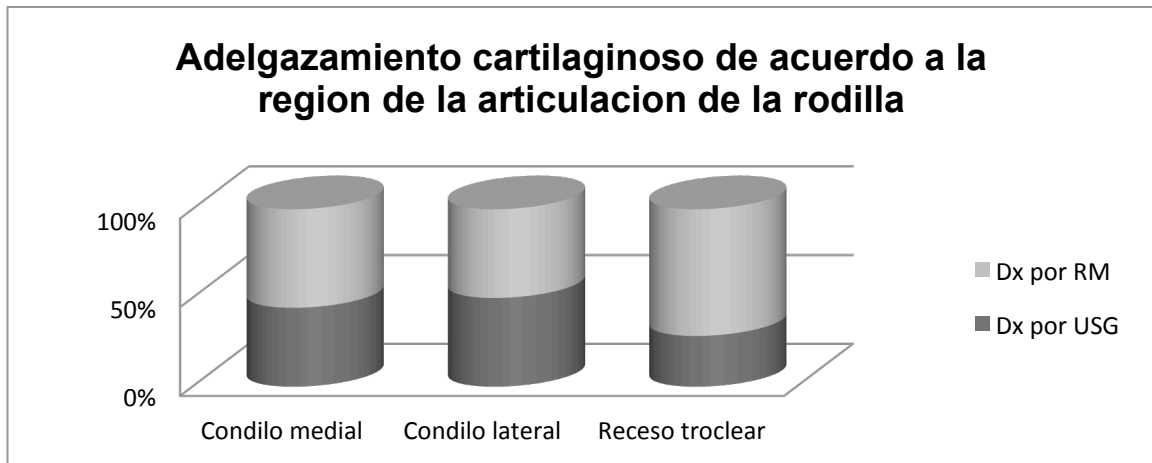 Adelgazamiento cartilaginoso de acuerdo a la
region de la articulacion de la rodilla
100%
50%
0%
Condilo medial
Condilo lateral
Receso troclear
Dx por RM
Dx por USG